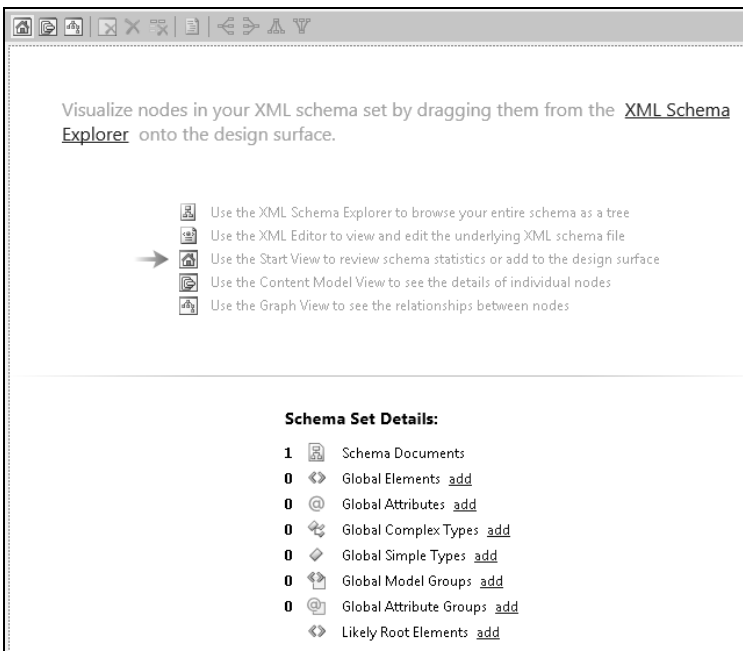 Visualize nodes in your XML schema set by dragging them from the XML Schema
Explorer onto the design surface.
Use the XML Schema Explorer to browse your entire schema as a tree
Use the XML Editor to view and edit the underlying XML schema file
Use the Start View to review schema statistics or add to the design surface
Use the Content Model View to see the details of individual nodes
Use the Graph View to see the relationships between nodes
Schema Set Details:
1 Schema Documents
0 Global Elements add
0 Global Attributes add
0 Global Complex Types add
0 Global Simple Types add
0 Global Model Groups add
0 Global Attribute Groups add
Likely Root Elements add